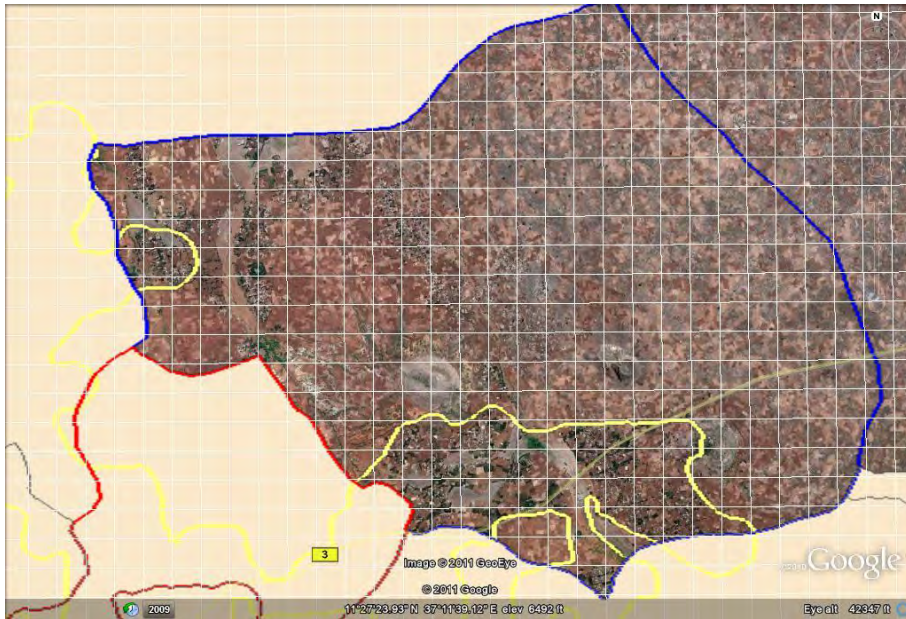 N
3
Image © 2011 GeoEye
© 2011 Google
Google
2009
11°27'23.93" N 37°11'39.12" E elev 6492 ft
Eye alt 42347 ft